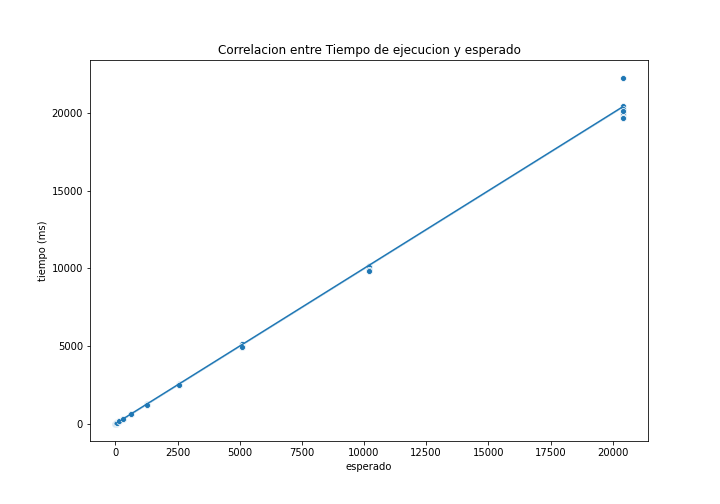 Correlacion entre Tiempo de ejecucion y esperado
tiempo (ms)
20000
15000
10000
5000
0
0 2500 5000 7500 10000 12500 15000 17500 20000
esperado